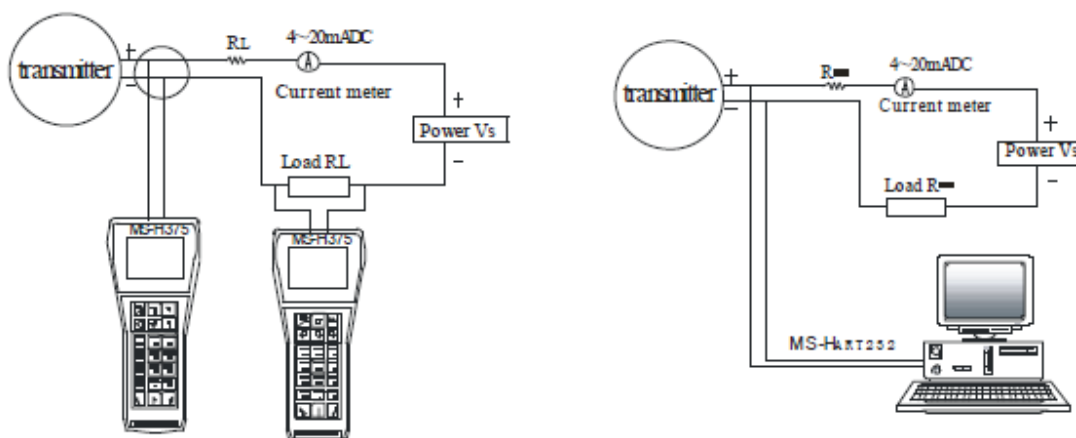 transmitter
+
−
RL
4~20mADC
A
Current meter
+
Power Vs
−
Load RL
MS-H375
MS-H375
transmitter
+
−
R
4~20mADC
A
Current meter
+
Power Vs
−
Load R
MS-HART232